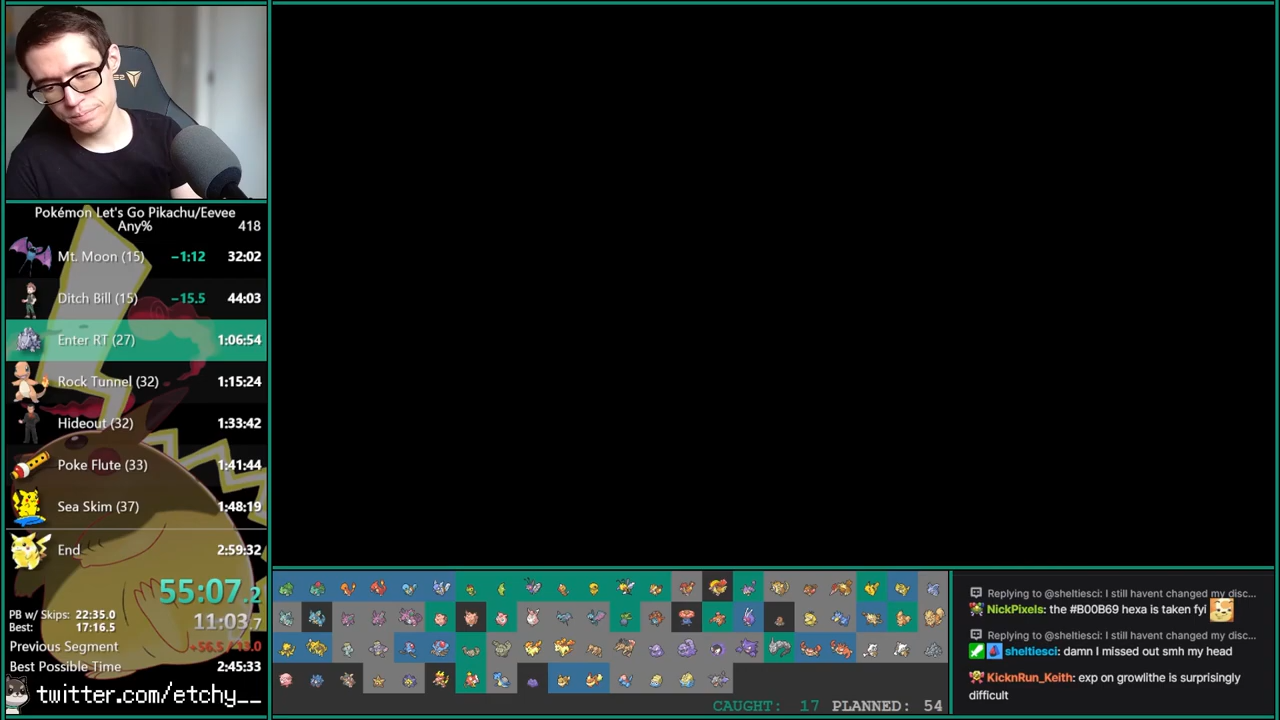 Pokémon Let's Go Pikachu/Eevee
Any% 418
Mt. Moon (15) −1:12 32:02
Ditch Bill (15) −15.5 44:03
Enter RT (27) 1:06:54
Rock Tunnel (32) 1:15:24
Hideout (32) 1:33:42
Poke Flute (33) 1:41:44
Sea Skim (37) 1:48:19
End 2:59:32
55:07.2
PB w/ Skips: 22:35.0
Best: 17:16.5
11:03.7
Previous Segment
Best Possible Time 2:45:33
twitter.com/etchy__
CAUGHT: 17 PLANNED: 54
Replying to @sheltiesci: I still havent changed my disc...
NickPixels: the #B00B69 hexa is taken fyi
Replying to @sheltiesci: I still havent changed my disc...
sheltiesci: damn I missed out smh my head
KicknRun_Keith: exp on growlithe is surprisingly
difficult